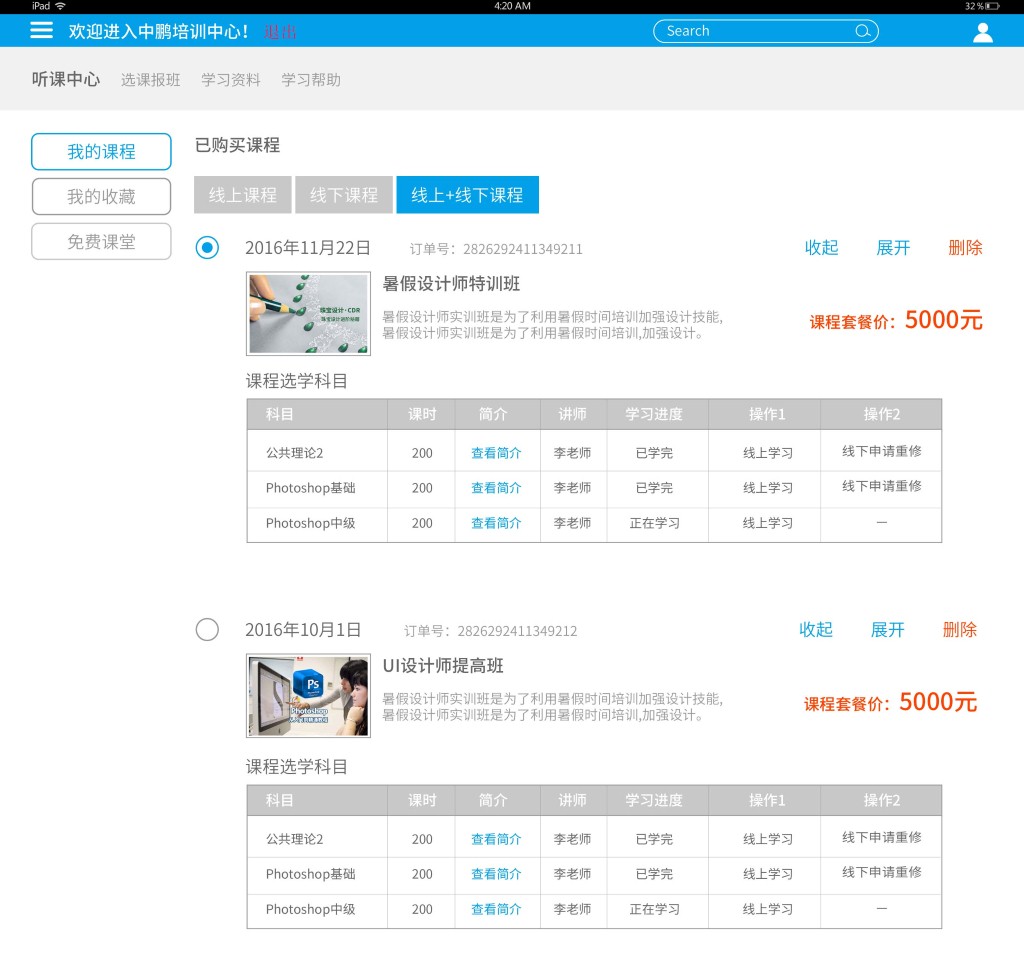 iPad 4:20 AM 32%
欢迎进入中鹏培训中心! 退出 Search
听课中心 选课报班 学习资料 学习帮助
我的课程
我的收藏
免费课堂
已购买课程
线上课程 线下课程 线上+线下课程
2016年11月22日 订单号：2826292411349211 收起 展开 删除
珠宝设计·CDR
暑假设计师特训班
暑假设计师实训班是为了利用暑假时间培训加强设计技能,
暑假设计师实训班是为了利用暑假时间培训,加强设计。
课程套餐价：5000元
课程选学科目
科目 课时 简介 讲师 学习进度 操作1 操作2
公共理论2 200 查看简介 李老师 已学完 线上学习 线下申请重修
Photoshop基础 200 查看简介 李老师 已学完 线上学习 线下申请重修
Photoshop中级 200 查看简介 李老师 正在学习 线上学习 —
2016年10月1日 订单号：2826292411349212 收起 展开 删除
Ps
Photoshop
UI设计师提高班
暑假设计师实训班是为了利用暑假时间培训加强设计技能,
暑假设计师实训班是为了利用暑假时间培训,加强设计。
课程套餐价：5000元
课程选学科目
科目 课时 简介 讲师 学习进度 操作1 操作2
公共理论2 200 查看简介 李老师 已学完 线上学习 线下申请重修
Photoshop基础 200 查看简介 李老师 已学完 线上学习 线下申请重修
Photoshop中级 200 查看简介 李老师 正在学习 线上学习 —